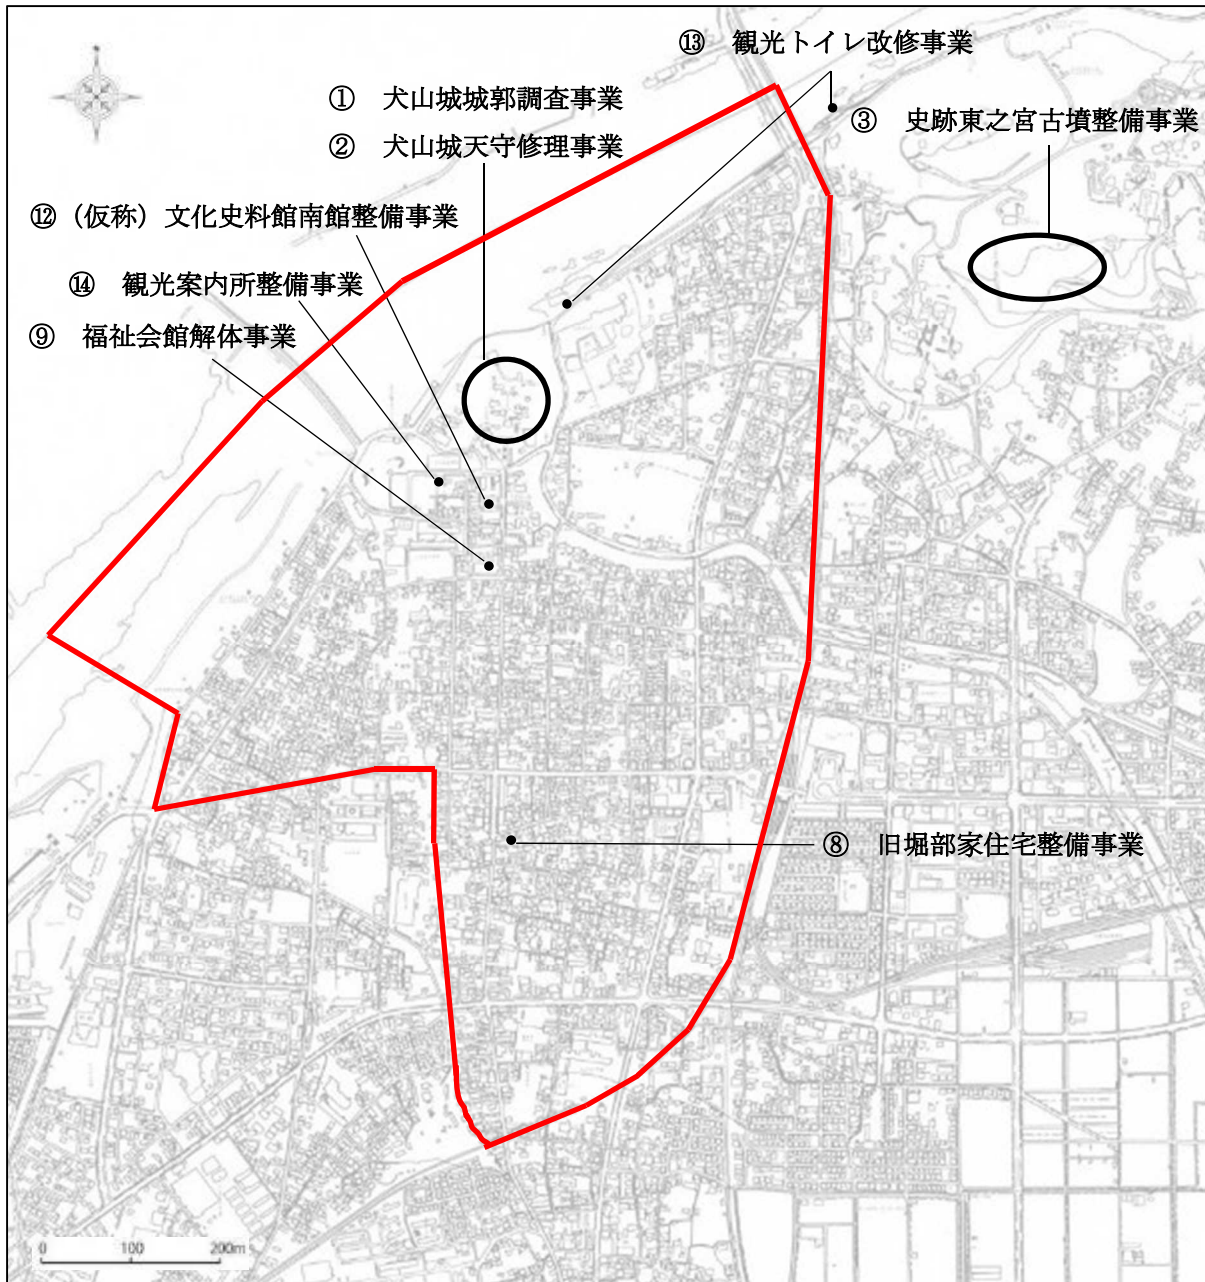 ⑬ 観光トイレ改修事業
① 犬山城城郭調査事業
③ 史跡東之宮古墳整備事業
② 犬山城天守修理事業
⑫（仮称）文化史料館南館整備事業
⑭ 観光案内所整備事業
⑨ 福祉会館解体事業
⑧ 旧堀部家住宅整備事業
0 100 200m